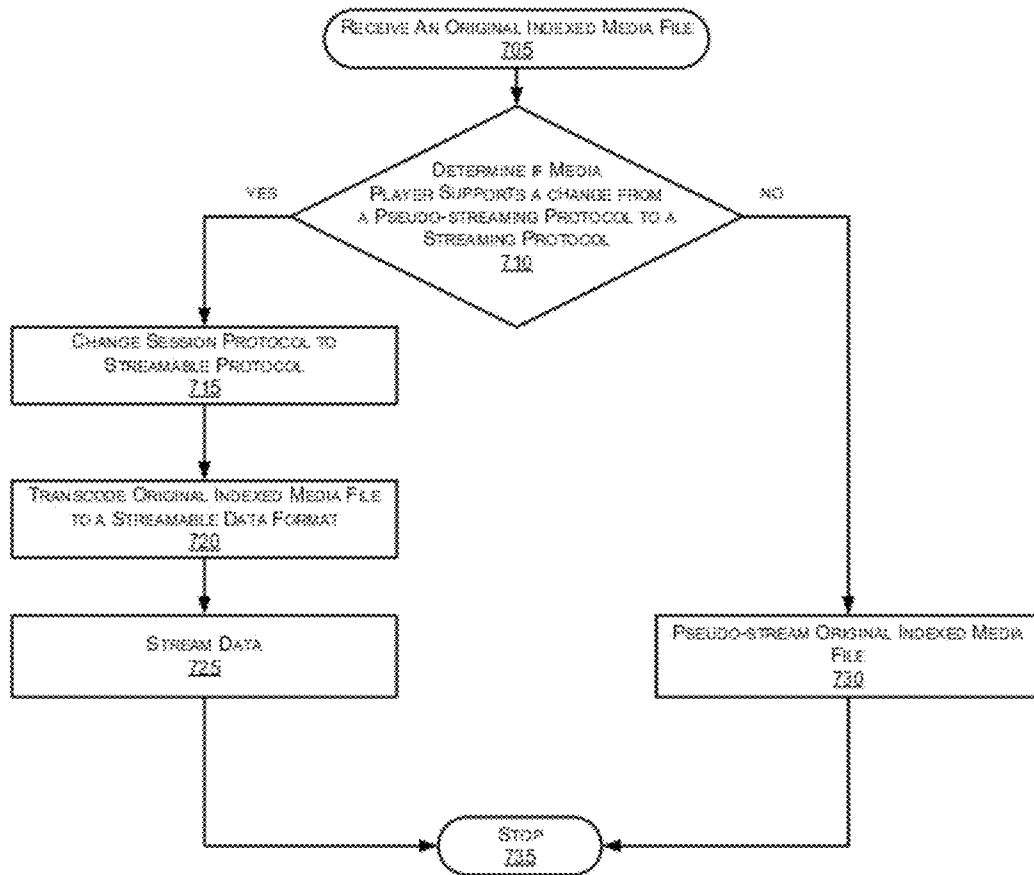 RECEIVE AN ORIGINAL INDEXED MEDIA FILE
705
DETERMINE IF MEDIA
PLAYER SUPPORTS A CHANGE FROM
A PSEUDO-STREAMING PROTOCOL TO A
STREAMING PROTOCOL
710
YES
NO
CHANGE SESSION PROTOCOL TO
STREAMABLE PROTOCOL
715
TRANSCODE ORIGINAL INDEXED MEDIA FILE
TO A STREAMABLE DATA FORMAT
720
STREAM DATA
725
PSEUDO-STREAM ORIGINAL INDEXED MEDIA
FILE
730
STOP
735